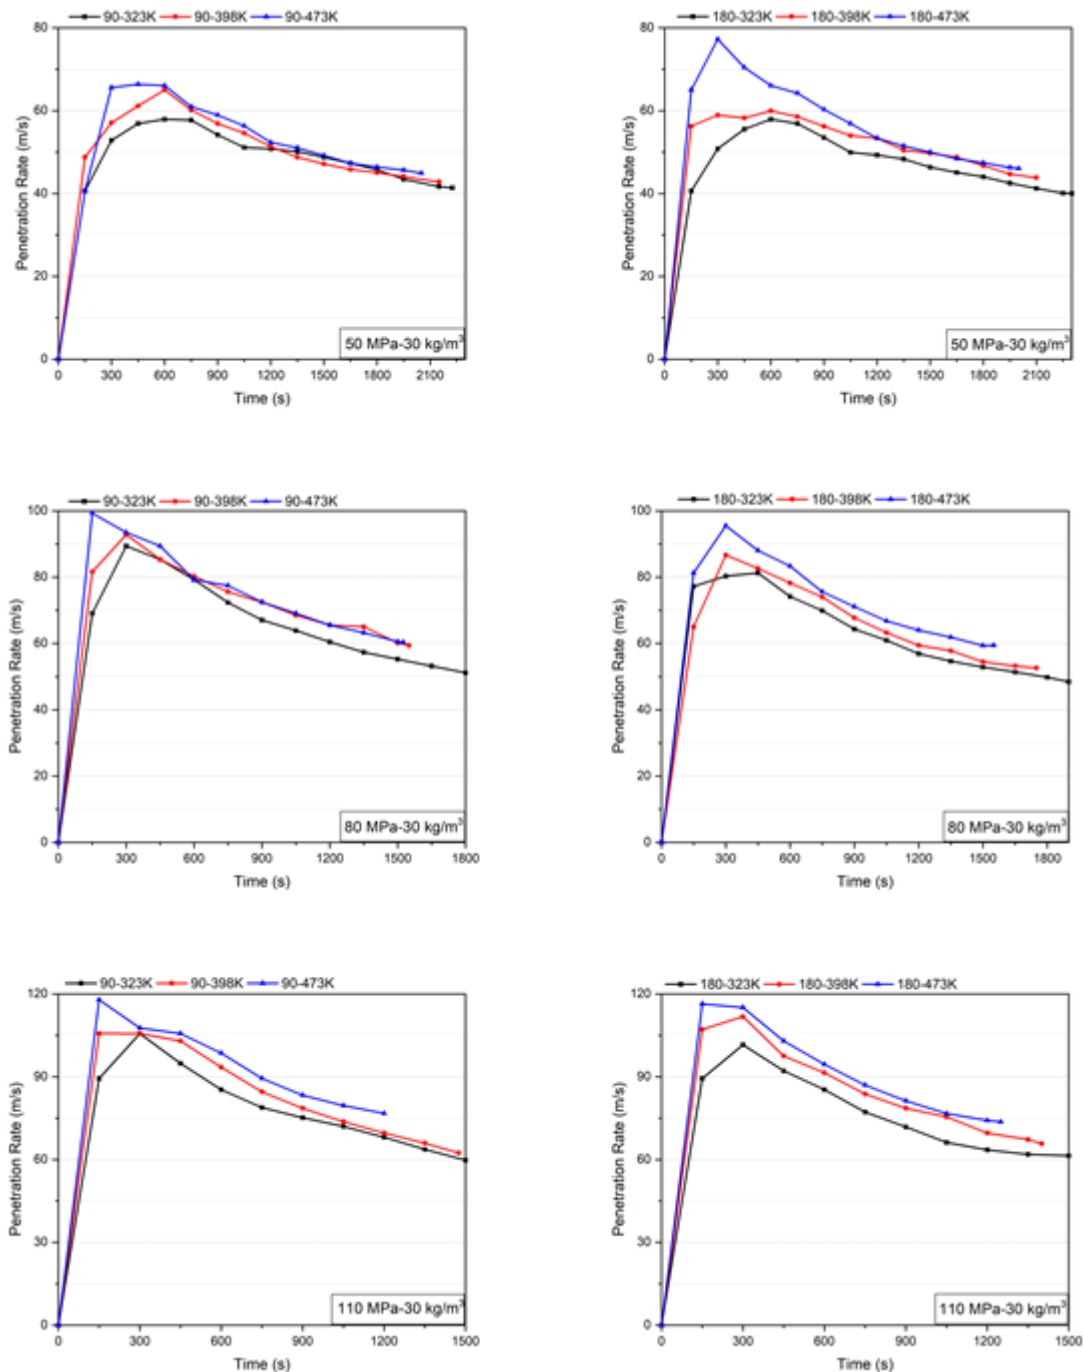 90-323K 90-398K 90-473K
80
60
40
20
0
Penetration Rate (m/s)
50 MPa-30 kg/m³
0 300 600 900 1200 1500 1800 2100
Time (s)
180-323K 180-398K 180-473K
80
60
40
20
0
Penetration Rate (m/s)
50 MPa-30 kg/m³
0 300 600 900 1200 1500 1800 2100
Time (s)
90-323K 90-398K 90-473K
100
80
60
40
20
0
Penetration Rate (m/s)
80 MPa-30 kg/m³
0 300 600 900 1200 1500 1800
Time (s)
180-323K 180-398K 180-473K
100
80
60
40
20
0
Penetration Rate (m/s)
80 MPa-30 kg/m³
0 300 600 900 1200 1500 1800
Time (s)
90-323K 90-398K 90-473K
120
90
60
30
0
Penetration Rate (m/s)
110 MPa-30 kg/m³
0 300 600 900 1200 1500
Time (s)
180-323K 180-398K 180-473K
120
90
60
30
0
Penetration Rate (m/s)
110 MPa-30 kg/m³
0 300 600 900 1200 1500
Time (s)